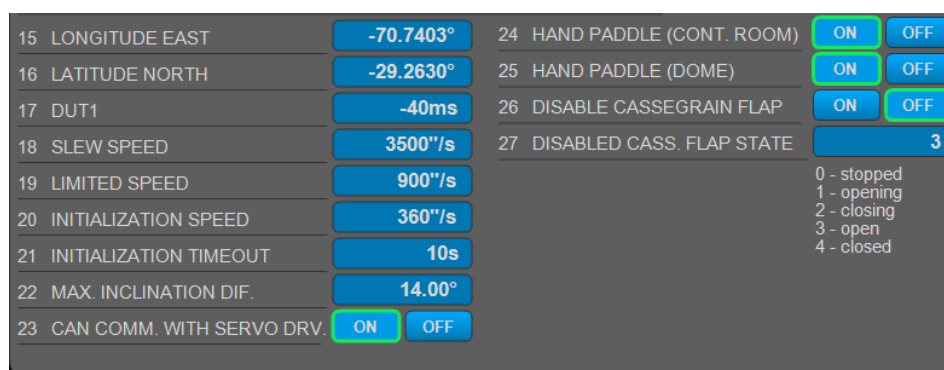 15 LONGITUDE EAST -70.7403°
16 LATITUDE NORTH -29.2630°
17 DUT1 -40ms
18 SLEW SPEED 3500"/s
19 LIMITED SPEED 900"/s
20 INITIALIZATION SPEED 360"/s
21 INITIALIZATION TIMEOUT 10s
22 MAX. INCLINATION DIF. 14.00°
23 CAN COMM. WITH SERVO DRV. ON OFF
24 HAND PADDLE (CONT. ROOM) ON OFF
25 HAND PADDLE (DOME) ON OFF
26 DISABLE CASSEGRAIN FLAP ON OFF
27 DISABLED CASS. FLAP STATE 3
0 - stopped
1 - opening
2 - closing
3 - open
4 - closed